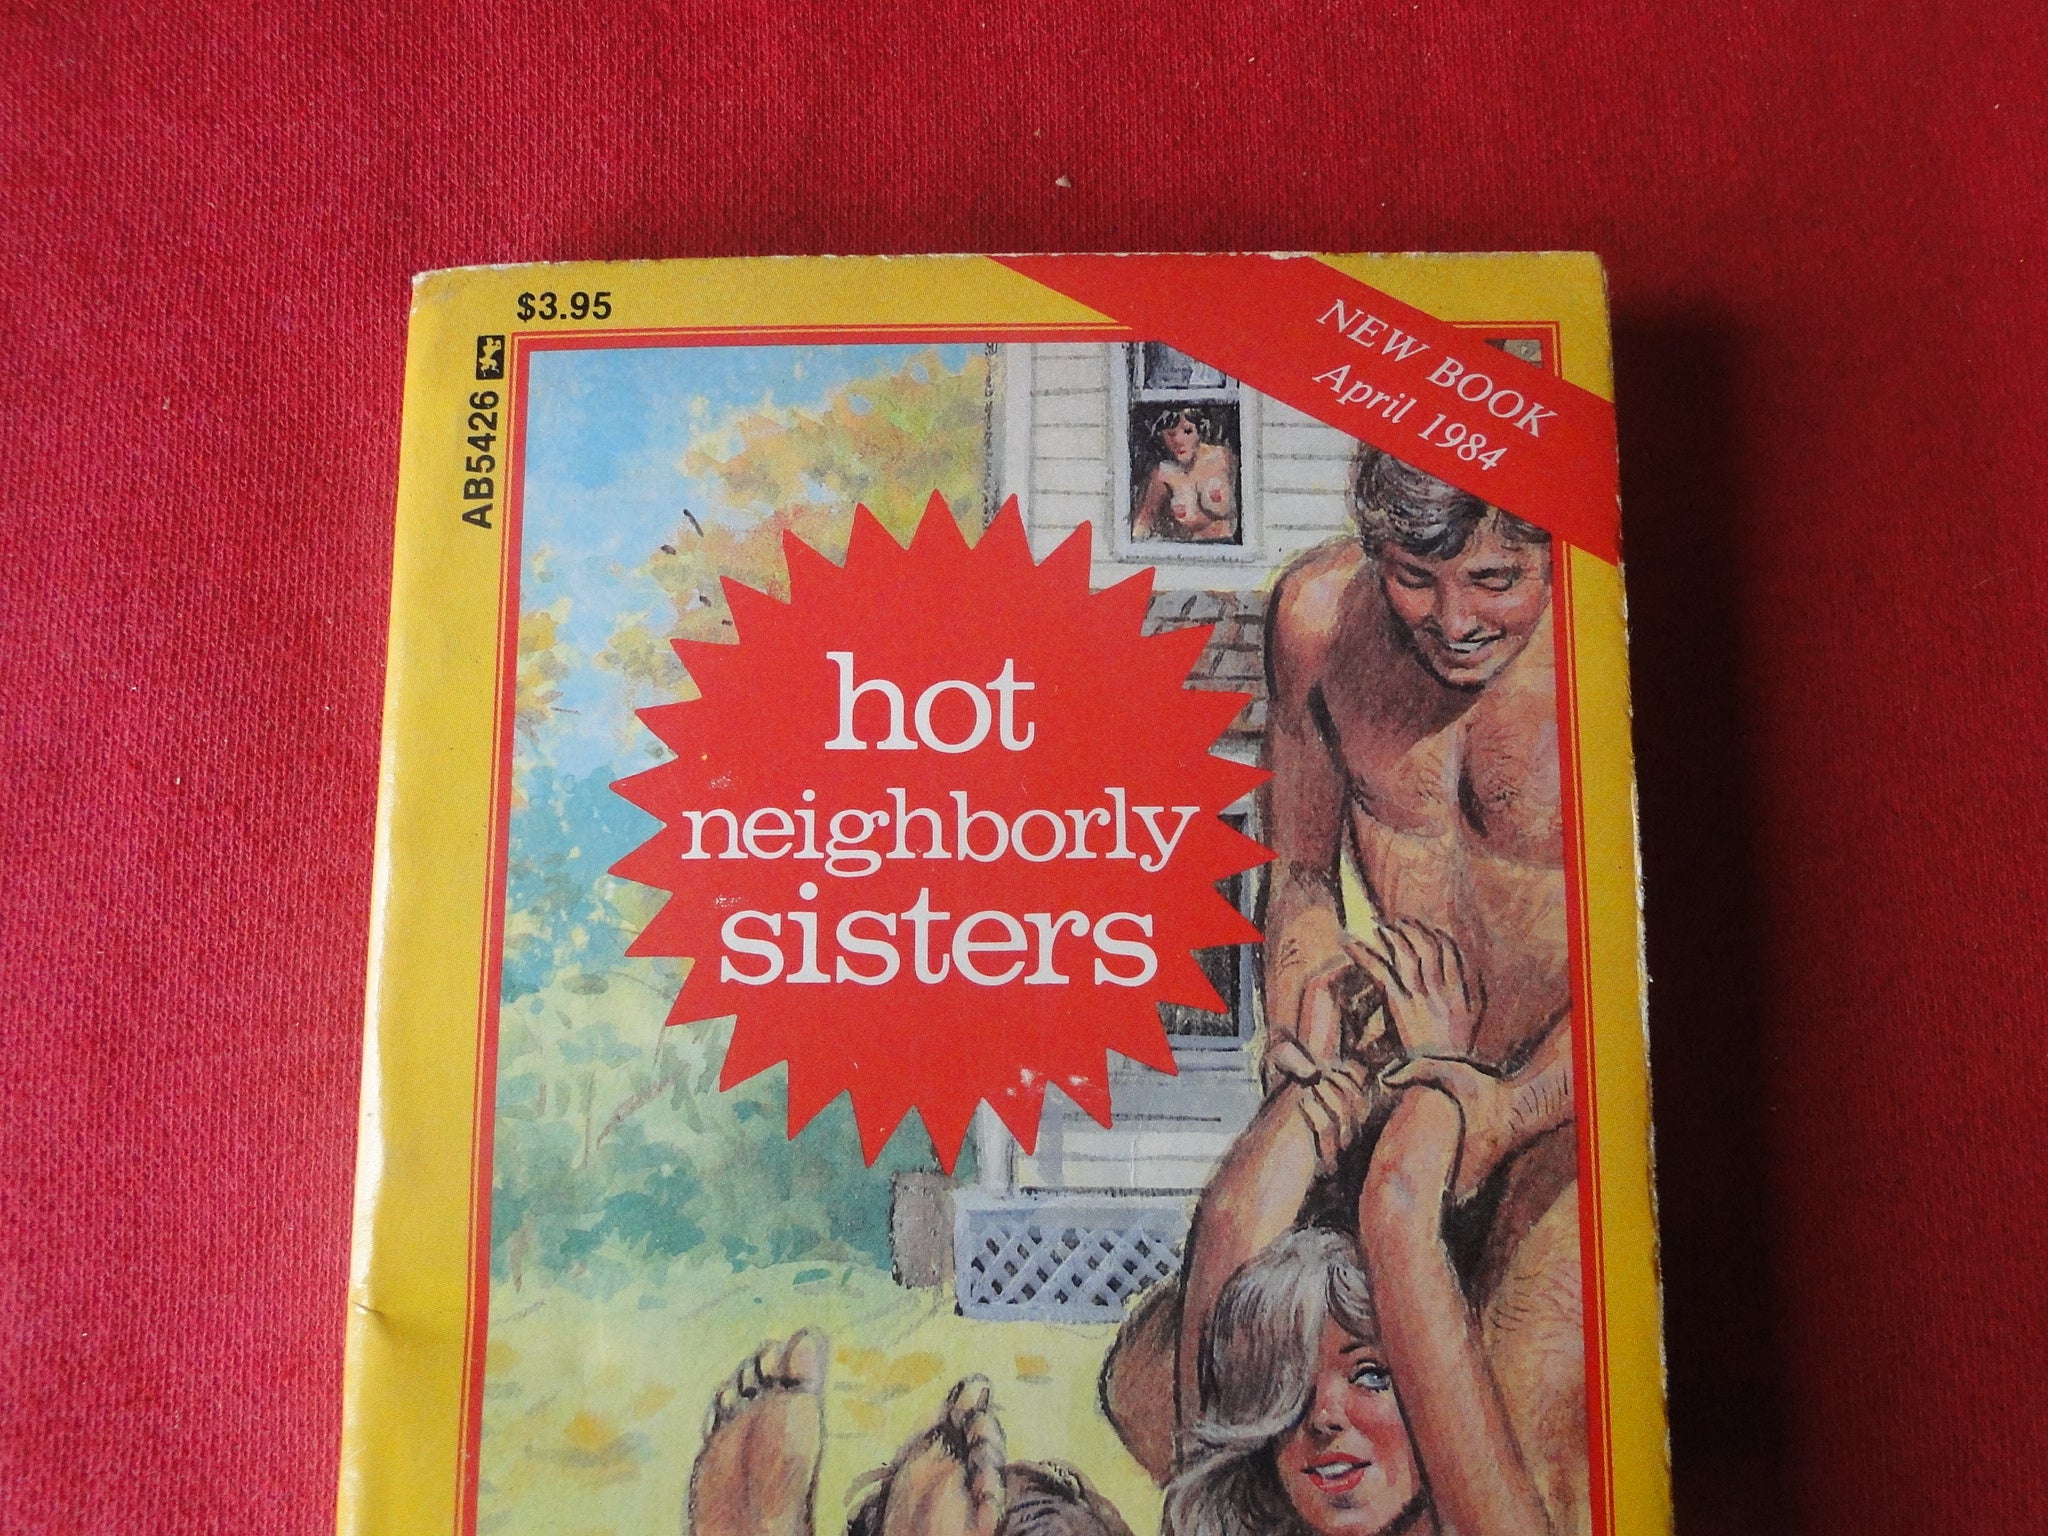 $3.95
AB5426
NEW BOOK
April 1984
hot
neighborly
sisters